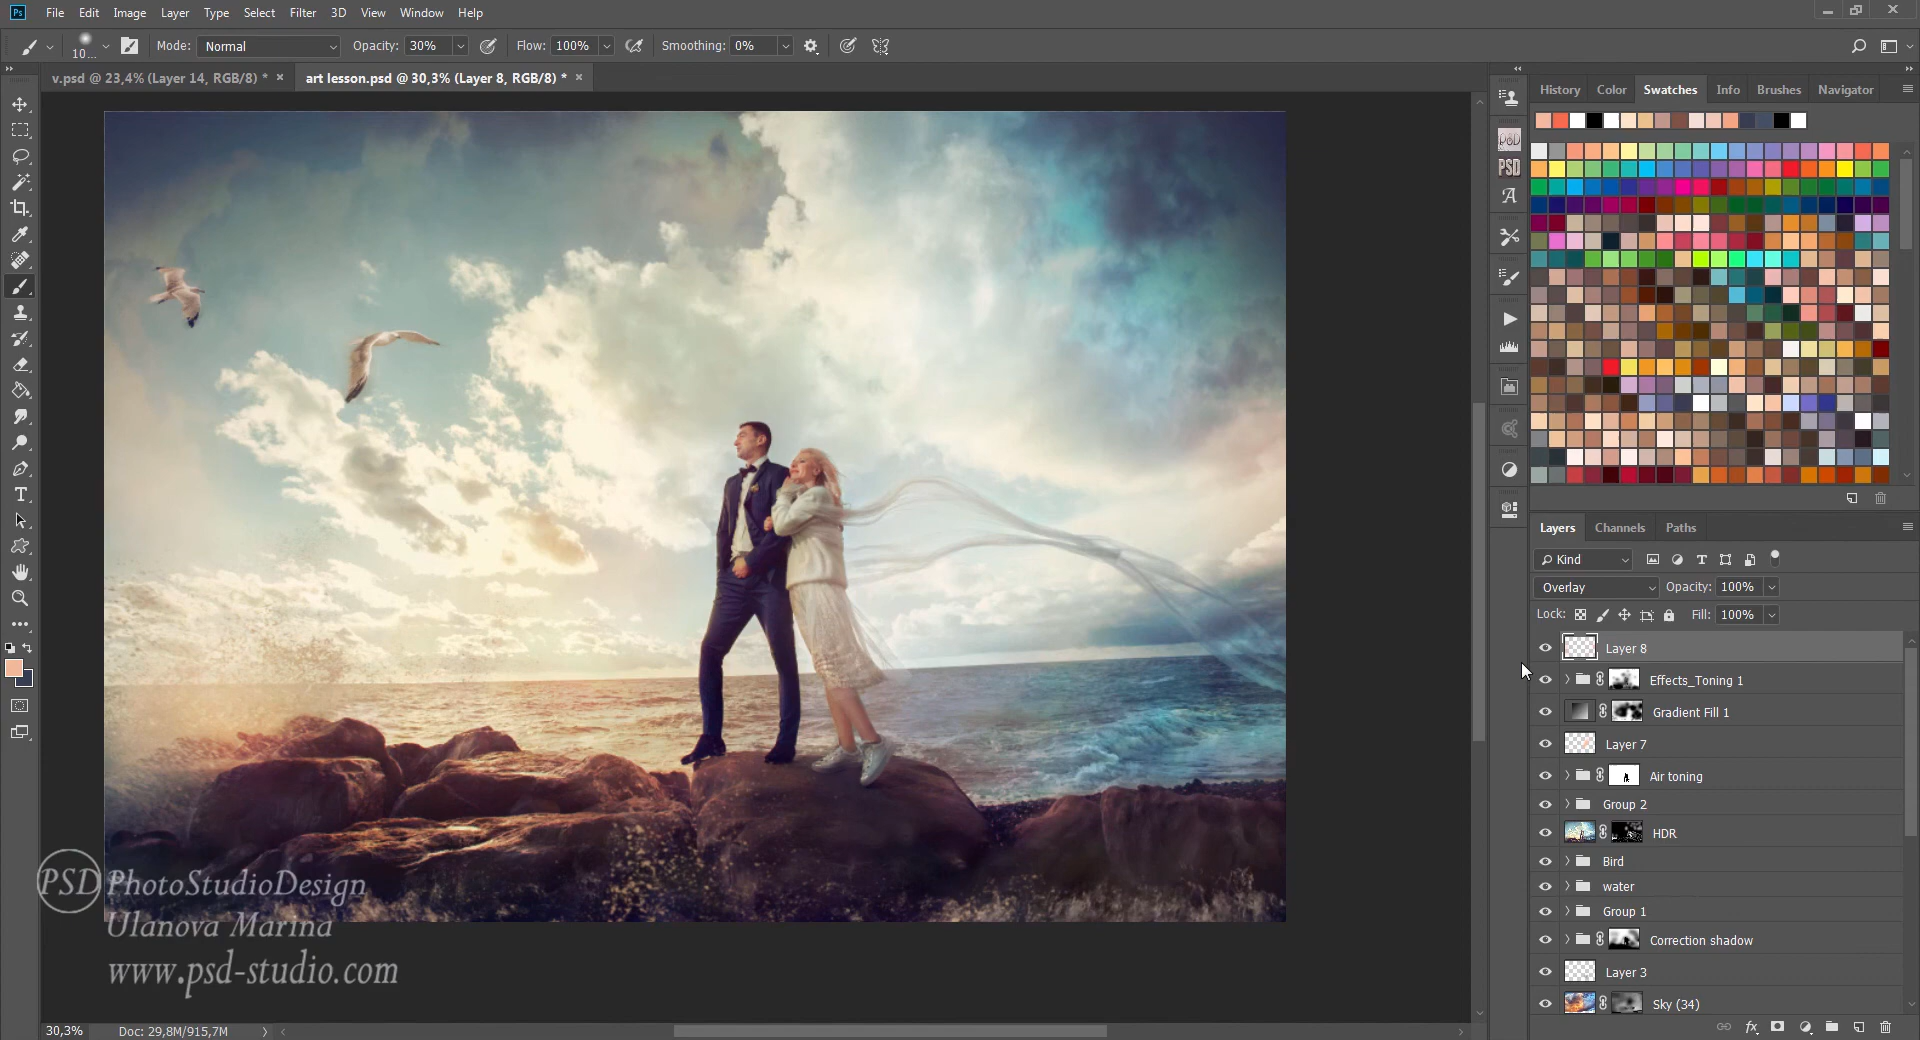 Ps File Edit Image Layer Type Select Filter 3D View Window Help
10... Mode: Normal Opacity: 30% Flow: 100% Smoothing: 0%
v.psd @ 23,4% (Layer 14, RGB/8) * × art lesson.psd @ 30,3% (Layer 8, RGB/8) * ×
History Color Swatches Info Brushes Navigator
PSD
PSD
A
Layers Channels Paths
Kind
Overlay Opacity: 100%
Lock: Fill: 100%
Layer 8
Effects_Toning 1
Gradient Fill 1
Layer 7
Air toning
Group 2
HDR
Bird
water
Group 1
Correction shadow
Layer 3
Sky (34)
fx
PSD PhotoStudioDesign
Ulanova Marina
www.psd-studio.com
30,3% Doc: 29,8M/915,7M